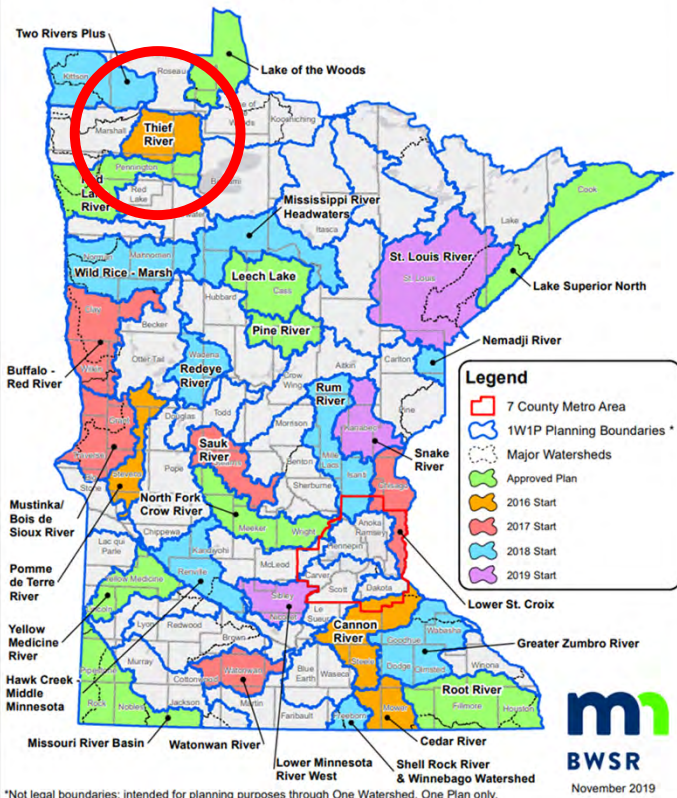 Two Rivers Plus
Kittson
Roseau
Lake of the Woods
Lake of
Woods
Koochiching
Marshall
Thief
River
Pennington
Red
Lake
River
Red
Lake
Mississippi River
Headwaters
Itasca
Cook
Lake
St. Louis River
St. Louis
Norman
Mahnomen
Wild Rice - Marsh
Leech Lake
Cass
Lake Superior North
Clay
Becker
Hubbard
Pine River
Nemadji River
Buffalo -
Red River
Wilkin
Otter Tail
Wadena
Redeye
River
Crow
Wing
Aitkin
Carlton
Rum
River
Pine
Legend
7 County Metro Area
1W1P Planning Boundaries *
Major Watersheds
Approved Plan
2016 Start
2017 Start
2018 Start
2019 Start
Grant
Douglas
Todd
Morrison
Mille
Lacs
Kanabec
Snake
River
Sauk
River
Stearns
Benton
Isanti
Chisago
Stevens
Pope
Sherburne
Mustinka/
Bois de
Sioux River
Stone
North Fork
Crow River
Meeker
Wright
Anoka
Ramsey
Hennepin
Chippewa
Lac qui
Parle
Kandiyohi
McLeod
Carver
Scott
Dakota
Pomme
de Terre
River
Renville
Yellow Medicine
Sibley
Nicollet
Lower St. Croix
Lincoln
Lyon
Redwood
Le
Sueur
Cannon
River
Goodhue
Wabasha
Greater Zumbro River
Yellow
Medicine
River
Brown
Murray
Cottonwood
Watonwan
Blue
Earth
Waseca
Steele
Dodge
Olmsted
Winona
Hawk Creek -
Middle
Minnesota
Pipestone
Rock
Nobles
Jackson
Martin
Faribault
Freeborn
Mower
Root River
Fillmore
Houston
Missouri River Basin
Watonwan River
Cedar River
Lower Minnesota
River West
Shell Rock River
& Winnebago Watershed
mn
BWSR
November 2019
*Not legal boundaries; intended for planning purposes through One Watershed, One Plan only.